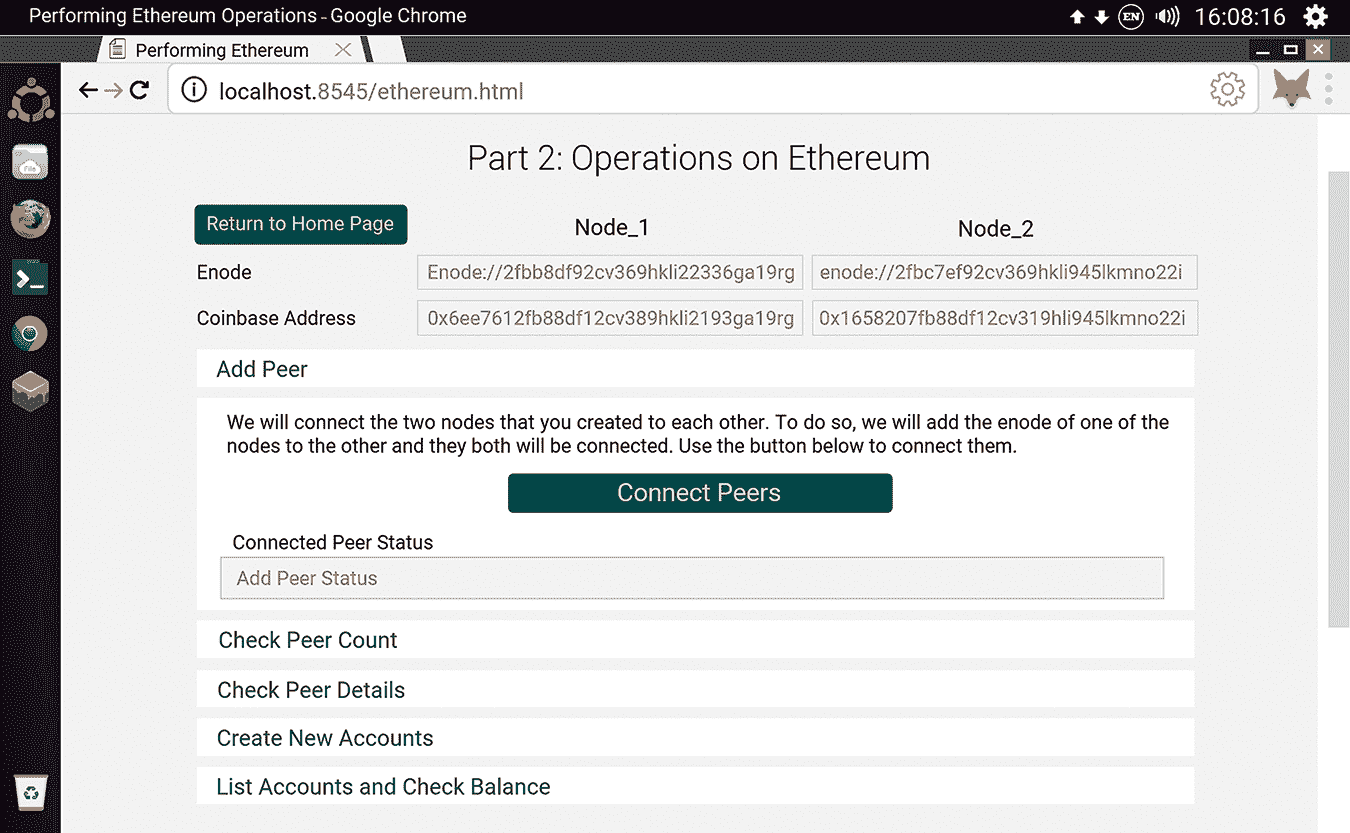 Performing Ethereum Operations - Google Chrome
EN
16:08:16
Performing Ethereum
localhost.8545/ethereum.html
Part 2: Operations on Ethereum
Return to Home Page
Node_1
Node_2
Enode
Enode://2fbb8df92cv369hkli22336ga19rg
enode://2fbc7ef92cv369hkli945lkmno22i
Coinbase Address
0x6ee7612fb88df12cv389hkli2193ga19rg
0x1658207fb88df12cv319hli945lkmno22i
Add Peer
We will connect the two nodes that you created to each other. To do so, we will add the enode of one of the
nodes to the other and they both will be connected. Use the button below to connect them.
Connect Peers
Connected Peer Status
Add Peer Status
Check Peer Count
Check Peer Details
Create New Accounts
List Accounts and Check Balance
File